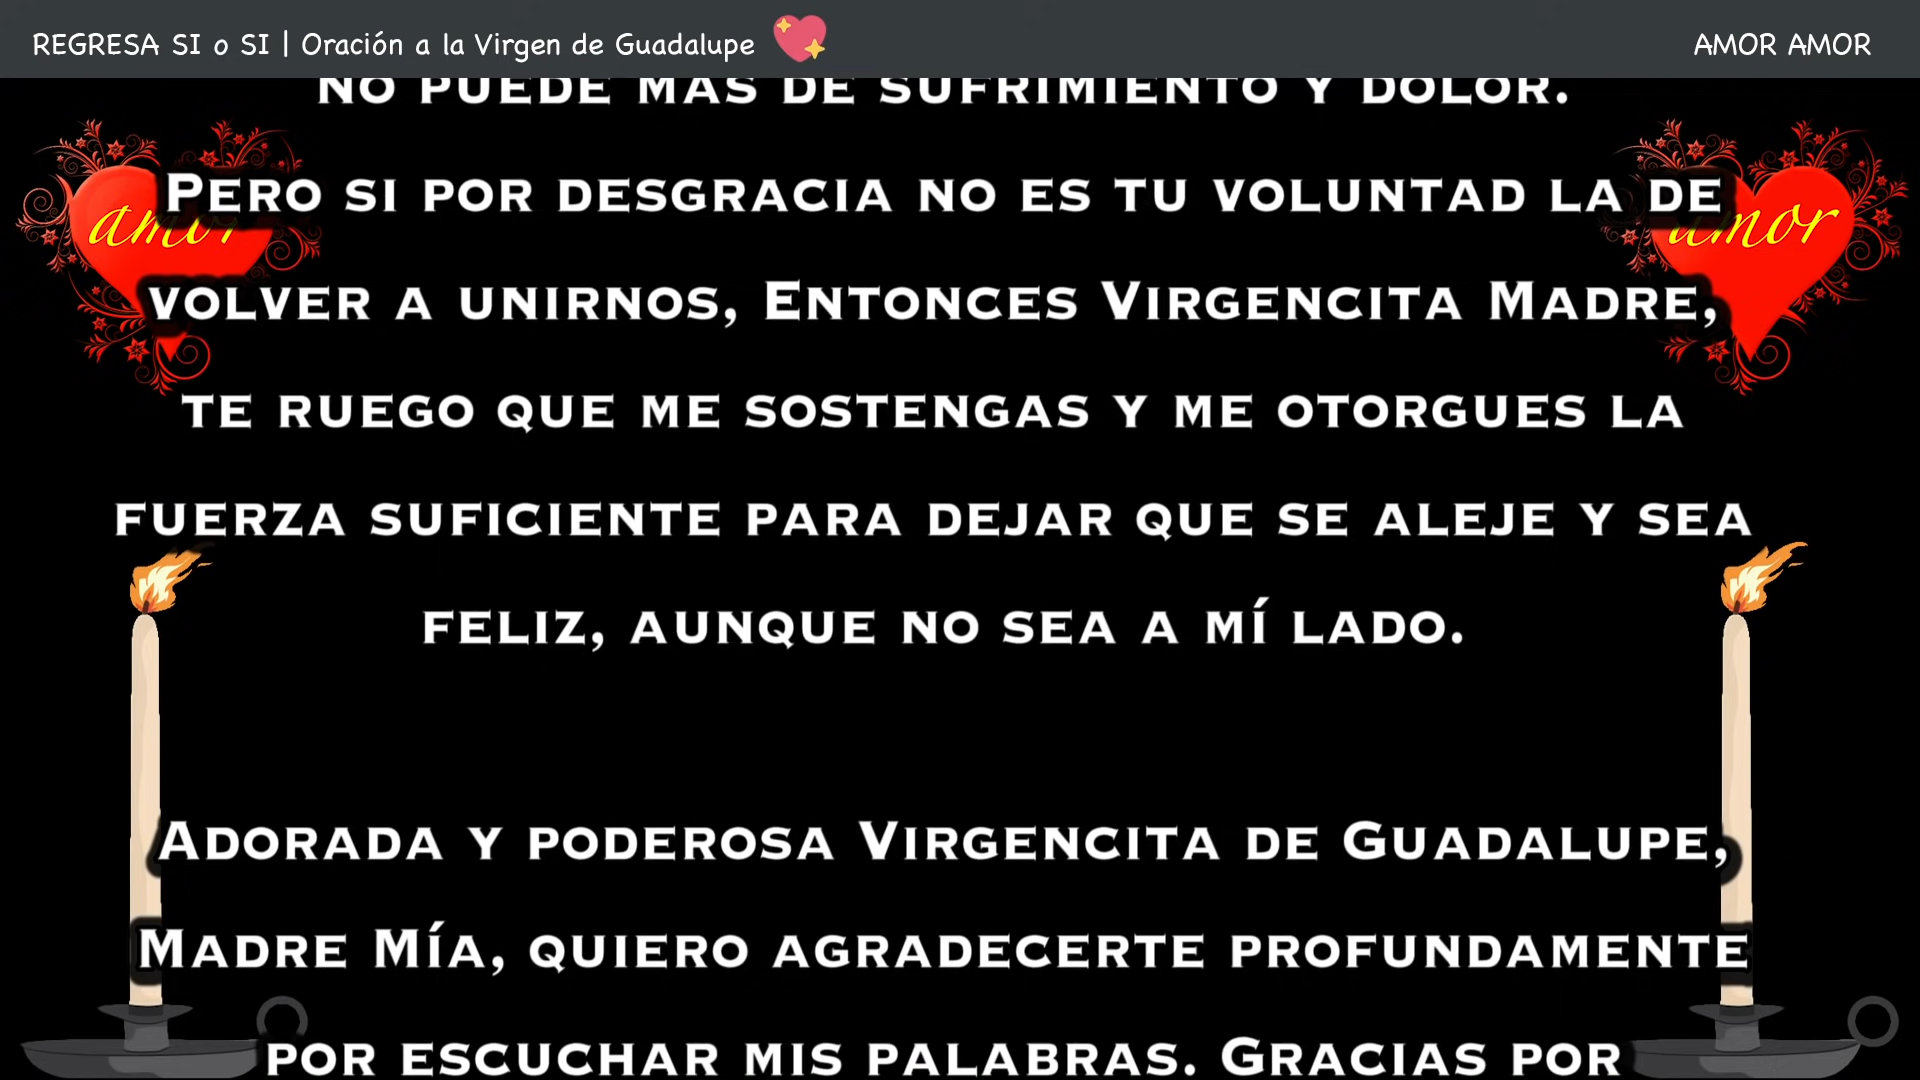 REGRESA SI o SI | Oración a la Virgen de Guadalupe
AMOR AMOR
NO PUEDE MAS DE SUFRIMIENTO Y DOLOR.
amor
amor
PERO SI POR DESGRACIA NO ES TU VOLUNTAD LA DE
VOLVER A UNIRNOS, ENTONCES VIRGENCITA MADRE,
TE RUEGO QUE ME SOSTENGAS Y ME OTORGUES LA
FUERZA SUFICIENTE PARA DEJAR QUE SE ALEJE Y SEA
FELIZ, AUNQUE NO SEA A MÍ LADO.
ADORADA Y PODEROSA VIRGENCITA DE GUADALUPE,
MADRE MÍA, QUIERO AGRADECERTE PROFUNDAMENTE
POR ESCUCHAR MIS PALABRAS. GRACIAS POR